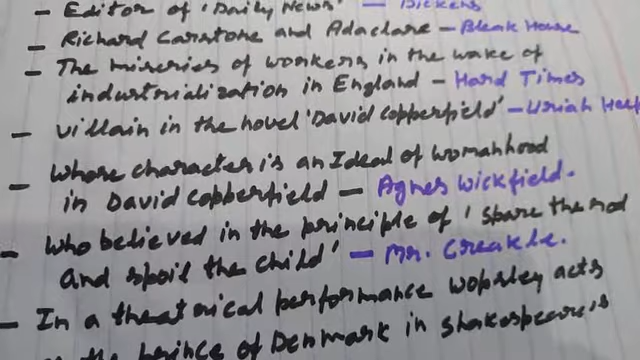 - Editor of 'Daily News' - Dickens
- Richard Carstone and Adaclare - Bleak House
- The miseries of workers in the wake of
industrialization in England - Hard Times
- villain in the novel 'David Copperfield' - Uriah Heep
- whose character is an Ideal of womanhood
in David Copperfield - Agnes Wickfield.
- who believed in the principle of 'spare the rod
and spoil the child' - Mr. Creakle.
- In a theatrical performance Wopsley acts
the prince of Denmark in Shakespeare's